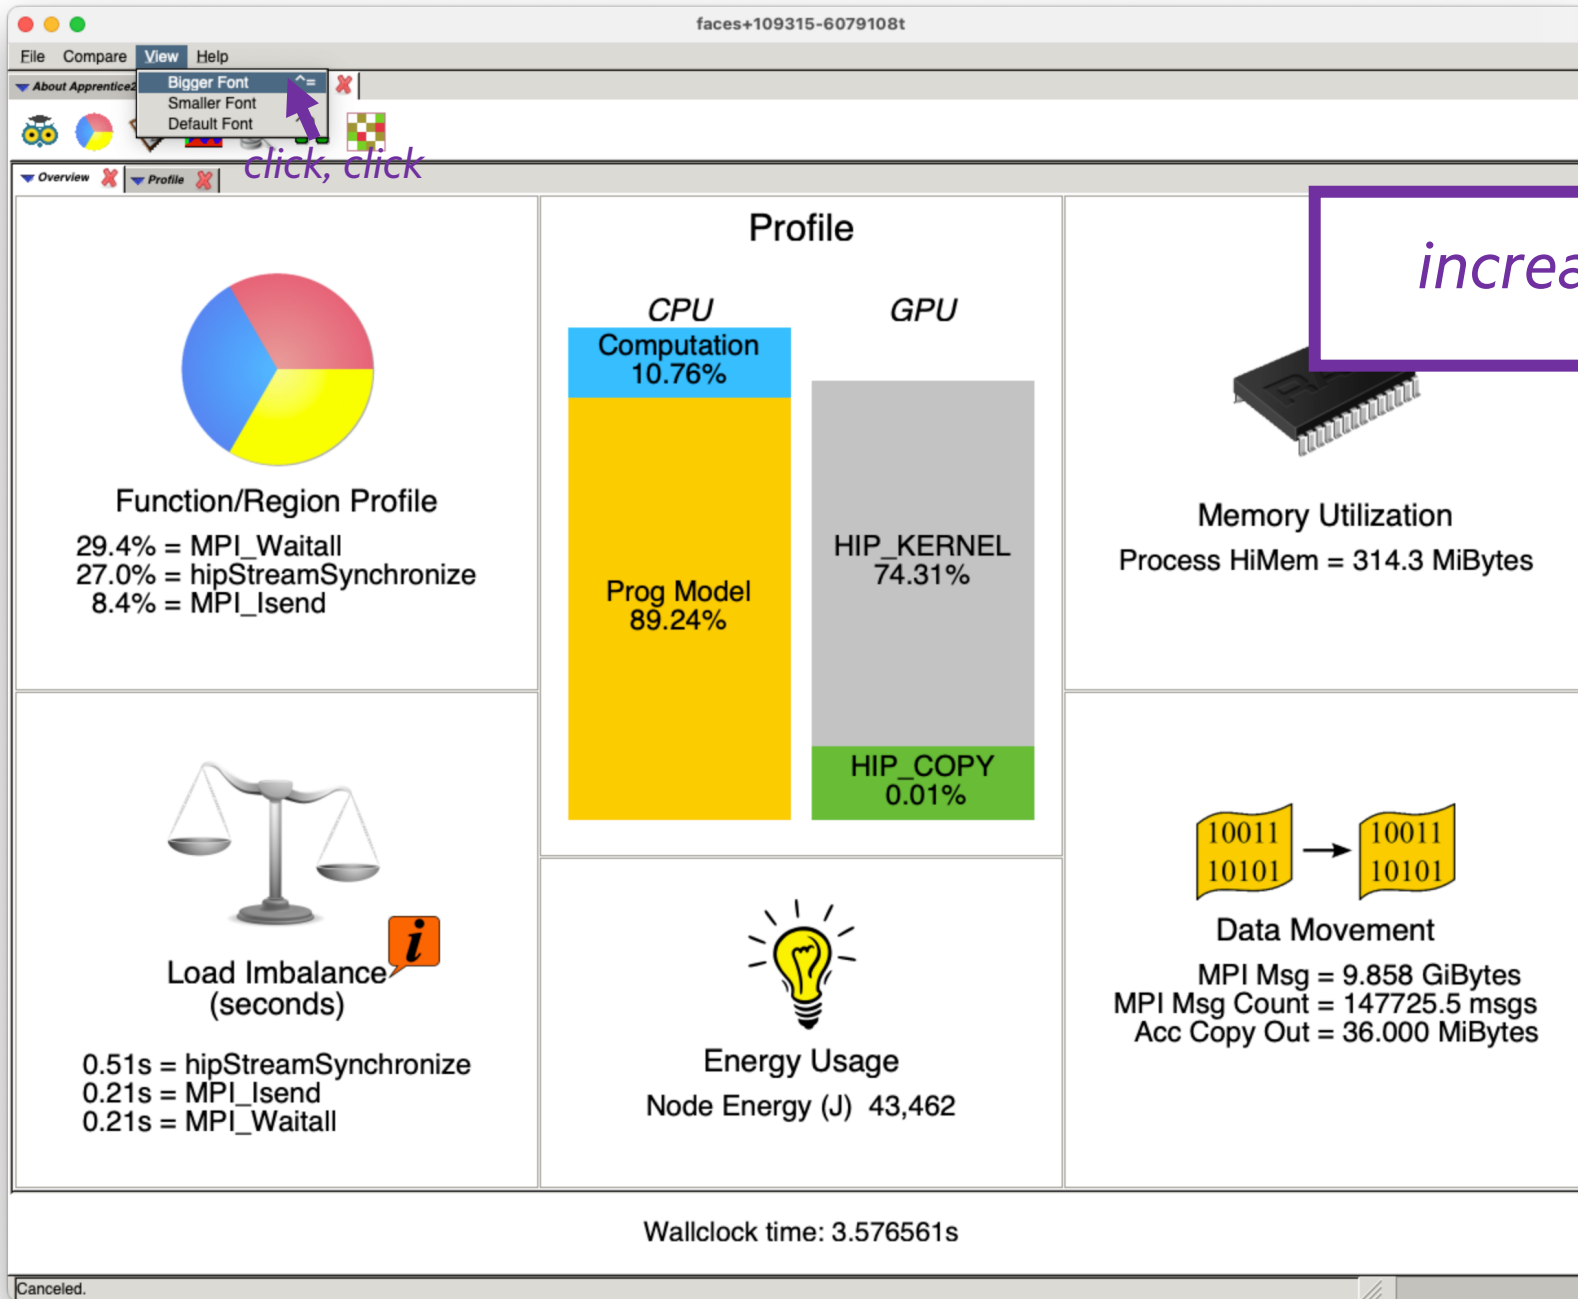 faces+109315-6079108t
File Compare View Help
About Apprentice2
Bigger Font ^=
Smaller Font
Default Font
click, click
Overview Profile
Function/Region Profile
29.4% = MPI_Waitall
27.0% = hipStreamSynchronize
8.4% = MPI_Isend
Profile
CPU GPU
Computation
10.76%
Prog Model
89.24%
HIP_KERNEL
74.31%
HIP_COPY
0.01%
Memory Utilization
Process HiMem = 314.3 MiBytes
Load Imbalance
(seconds)
i
0.51s = hipStreamSynchronize
0.21s = MPI_Isend
0.21s = MPI_Waitall
Energy Usage
Node Energy (J) 43,462
10011 10011
10101 10101
Data Movement
MPI Msg = 9.858 GiBytes
MPI Msg Count = 147725.5 msgs
Acc Copy Out = 36.000 MiBytes
Wallclock time: 3.576561s
Canceled.